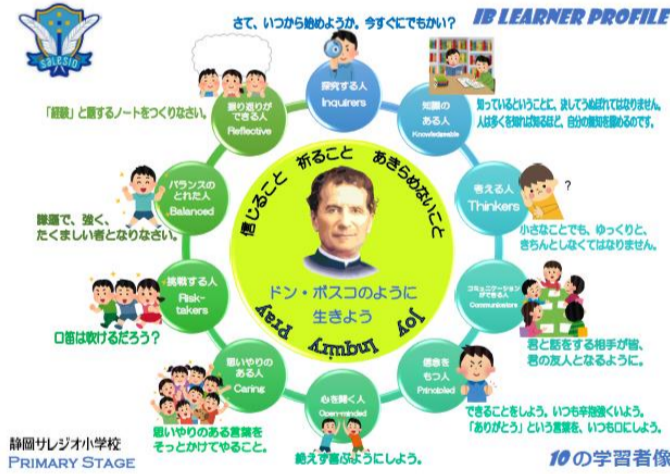 salesio
さて、いつから始めようか。今すぐにでもかい？
IB LEARNER PROFILE
探究する人
Inquirers
知識の
ある人
Knowledgeable
知っているということに、決してうぬぼれてはなりません。
人は多くを知れば知るほど、自分の無知を認めるのです。
考える人
Thinkers
?
小さなことでも、ゆっくりと、
きちんとしなくてはなりません。
コミュニケーション
ができる人
Communicators
君と話をする相手が皆、
君の友人となるように。
信念を
もつ人
Principled
できることをしよう。いつも辛抱強くいよう。
「ありがとう」という言葉を、いつも口にしよう。
心を開く人
Open-minded
絶えず喜ぶようにしよう。
思いやりの
ある人
Caring
思いやりのある言葉を
そっとかけてやること。
挑戦する人
Risk-
takers
口笛は吹けるだろう？
バランスの
とれた人
Balanced
謙遜で、強く、
たくましい者となりなさい。
振り返りが
できる人
Reflective
「経験」と題するノートをつくりなさい。
信じること 祈ること あきらめないこと
ドン・ボスコのように
生きよう
Joy Inquiry Pray
静岡サレジオ小学校
PRIMARY STAGE
10の学習者像